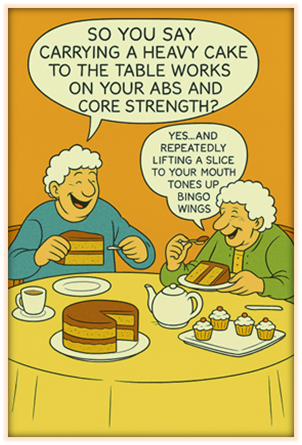 SO YOU SAY
CARRYING A HEAVY CAKE
TO THE TABLE WORKS
ON YOUR ABS AND
CORE STRENGTH?
YES...AND
REPEATEDLY
LIFTING A SLICE
TO YOUR MOUTH
TONES UP
BINGO
WINGS